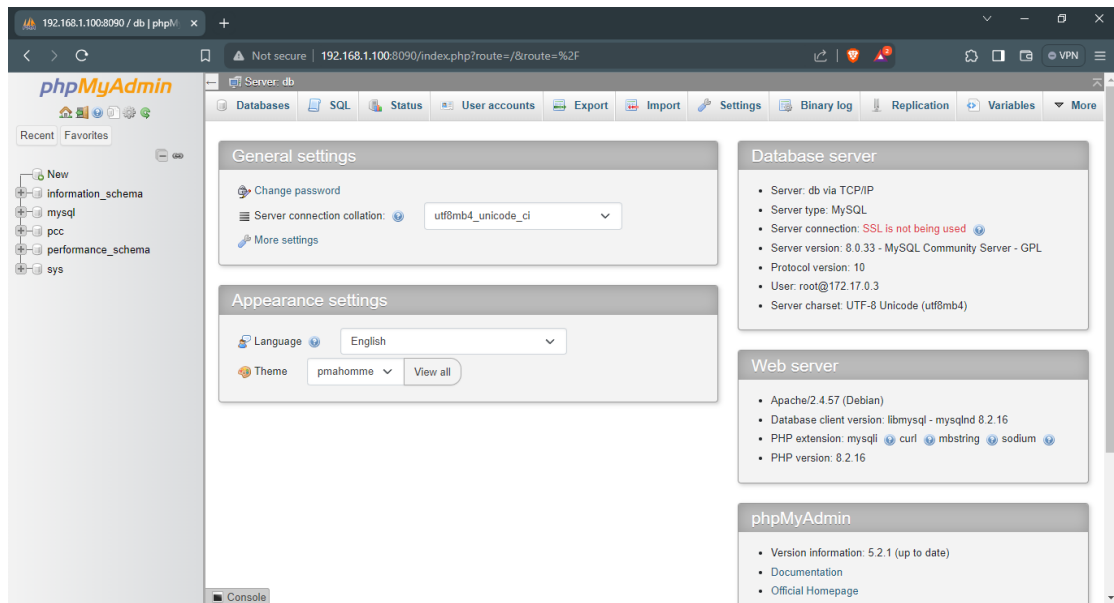 192.168.1.100:8090 / db | phpM
Not secure | 192.168.1.100:8090/index.php?route=/&route=%2F
2
VPN
phpMyAdmin
Recent Favorites
New
information_schema
mysql
pcc
performance_schema
sys
Server: db
Databases SQL Status User accounts Export Import Settings Binary log Replication Variables More
General settings
Change password
Server connection collation: utf8mb4_unicode_ci
More settings
Appearance settings
Language English
Theme pmahomme View all
Database server
Server: db via TCP/IP
Server type: MySQL
Server connection: SSL is not being used
Server version: 8.0.33 - MySQL Community Server - GPL
Protocol version: 10
User: root@172.17.0.3
Server charset: UTF-8 Unicode (utf8mb4)
Web server
Apache/2.4.57 (Debian)
Database client version: libmysql - mysqlnd 8.2.16
PHP extension: mysqli curl mbstring sodium
PHP version: 8.2.16
phpMyAdmin
Version information: 5.2.1 (up to date)
Documentation
Official Homepage
Console